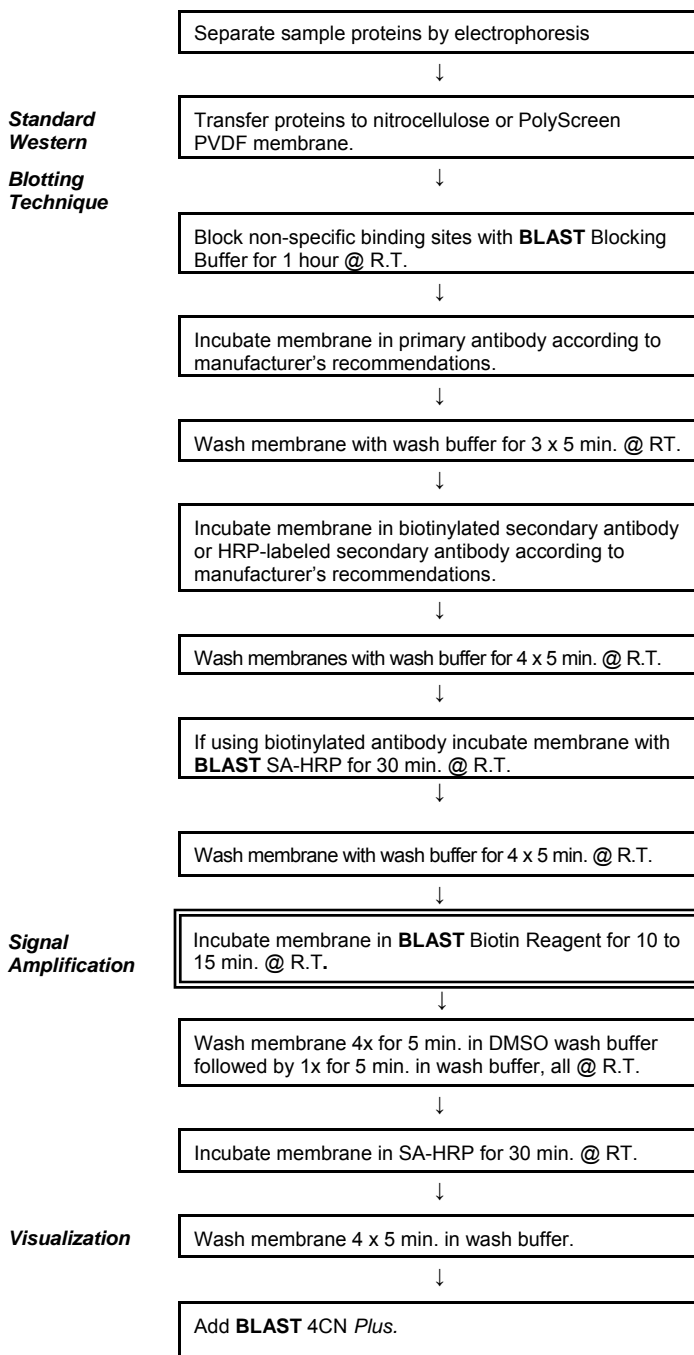 Separate sample proteins by electrophoresis
↓
Standard
Western
Blotting
Technique
Transfer proteins to nitrocellulose or PolyScreen
PVDF membrane.
↓
Block non-specific binding sites with BLAST Blocking
Buffer for 1 hour @ R.T.
↓
Incubate membrane in primary antibody according to
manufacturer’s recommendations.
↓
Wash membrane with wash buffer for 3 x 5 min. @ RT.
↓
Incubate membrane in biotinylated secondary antibody
or HRP-labeled secondary antibody according to
manufacturer’s recommendations.
↓
Wash membranes with wash buffer for 4 x 5 min. @ R.T.
↓
If using biotinylated antibody incubate membrane with
BLAST SA-HRP for 30 min. @ R.T.
↓
Wash membrane with wash buffer for 4 x 5 min. @ R.T.
↓
Signal
Amplification
Incubate membrane in BLAST Biotin Reagent for 10 to
15 min. @ R.T.
↓
Wash membrane 4x for 5 min. in DMSO wash buffer
followed by 1x for 5 min. in wash buffer, all @ R.T.
↓
Incubate membrane in SA-HRP for 30 min. @ RT.
↓
Visualization
Wash membrane 4 x 5 min. in wash buffer.
↓
Add BLAST 4CN Plus.